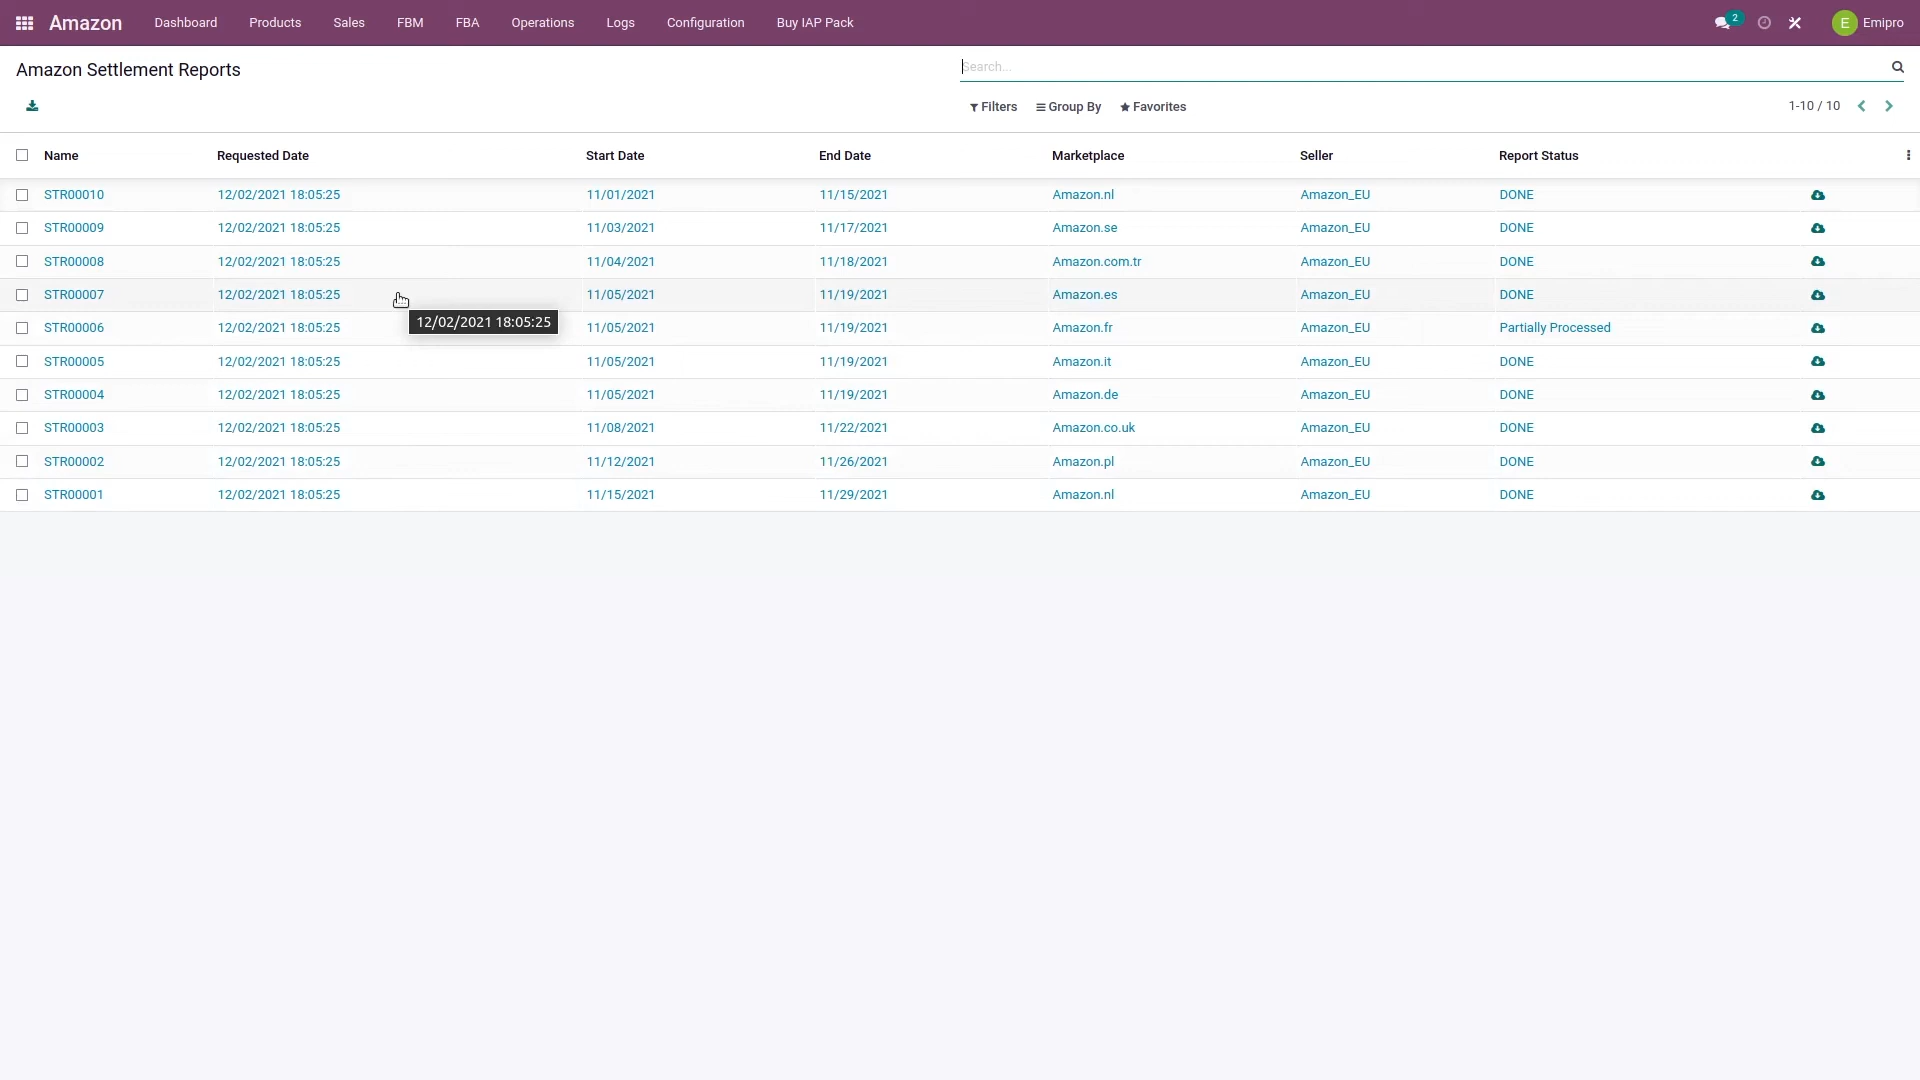 Amazon Dashboard Products Sales FBM FBA Operations Logs Configuration Buy IAP Pack 2 E Emipro
Amazon Settlement Reports Search...
Filters Group By Favorites 1-10 / 10
Name Requested Date Start Date End Date Marketplace Seller Report Status
STR00010 12/02/2021 18:05:25 11/01/2021 11/15/2021 Amazon.nl Amazon_EU DONE
STR00009 12/02/2021 18:05:25 11/03/2021 11/17/2021 Amazon.se Amazon_EU DONE
STR00008 12/02/2021 18:05:25 11/04/2021 11/18/2021 Amazon.com.tr Amazon_EU DONE
STR00007 12/02/2021 18:05:25 11/05/2021 11/19/2021 Amazon.es Amazon_EU DONE
12/02/2021 18:05:25
STR00006 12/02/2021 18:05:25 11/05/2021 11/19/2021 Amazon.fr Amazon_EU Partially Processed
STR00005 12/02/2021 18:05:25 11/05/2021 11/19/2021 Amazon.it Amazon_EU DONE
STR00004 12/02/2021 18:05:25 11/05/2021 11/19/2021 Amazon.de Amazon_EU DONE
STR00003 12/02/2021 18:05:25 11/08/2021 11/22/2021 Amazon.co.uk Amazon_EU DONE
STR00002 12/02/2021 18:05:25 11/12/2021 11/26/2021 Amazon.pl Amazon_EU DONE
STR00001 12/02/2021 18:05:25 11/15/2021 11/29/2021 Amazon.nl Amazon_EU DONE